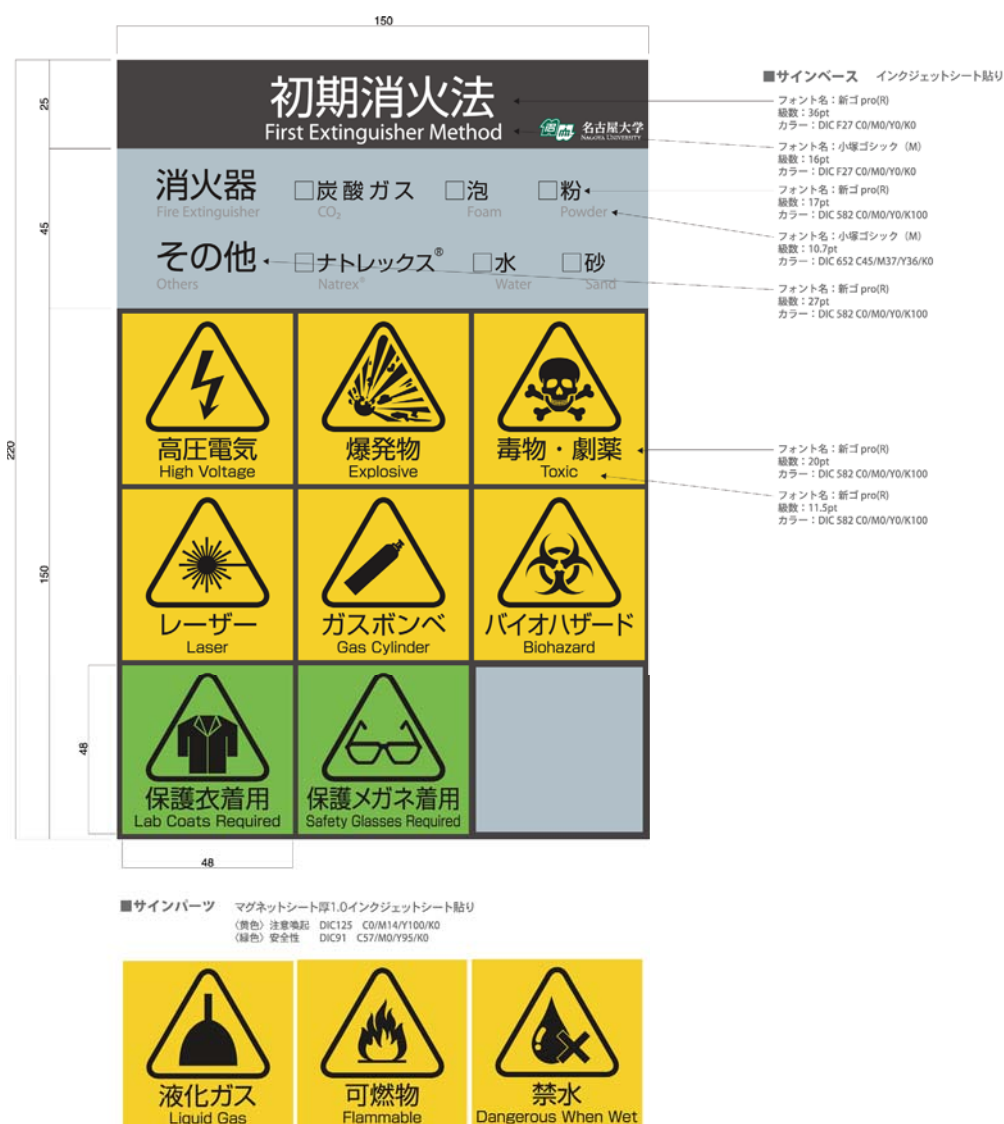 150
初期消火法
First Extinguisher Method
名古屋大学
NAGOYA UNIVERSITY
25
消火器 □炭酸ガス □泡 □粉
Fire Extinguisher CO₂ Foam Powder
その他 □ナトレックス® □水 □砂
Others Natrex® Water Sand
45
220
高圧電気 爆発物 毒物・劇薬
High Voltage Explosive Toxic
レーザー ガスボンベ バイオハザード
Laser Gas Cylinder Biohazard
150
保護衣着用 保護メガネ着用
Lab Coats Required Safety Glasses Required
48
48
■サインベース インクジェットシート貼り
フォント名：新ゴ pro(R)
級数：36pt
カラー：DIC F27 C0/M0/Y0/K0
フォント名：小塚ゴシック（M）
級数：16pt
カラー：DIC F27 C0/M0/Y0/K0
フォント名：新ゴ pro(R)
級数：17pt
カラー：DIC 582 C0/M0/Y0/K100
フォント名：小塚ゴシック（M）
級数：10.7pt
カラー：DIC 652 C45/M37/Y36/K0
フォント名：新ゴ pro(R)
級数：27pt
カラー：DIC 582 C0/M0/Y0/K100
フォント名：新ゴ pro(R)
級数：20pt
カラー：DIC 582 C0/M0/Y0/K100
フォント名：新ゴ pro(R)
級数：11.5pt
カラー：DIC 582 C0/M0/Y0/K100
■サインパーツ マグネットシート厚1.0インクジェットシート貼り
〈黄色〉注意喚起 DIC125 C0/M14/Y100/K0
〈緑色〉安全性 DIC91 C57/M0/Y95/K0
液化ガス 可燃物 禁水
Liquid Gas Flammable Dangerous When Wet